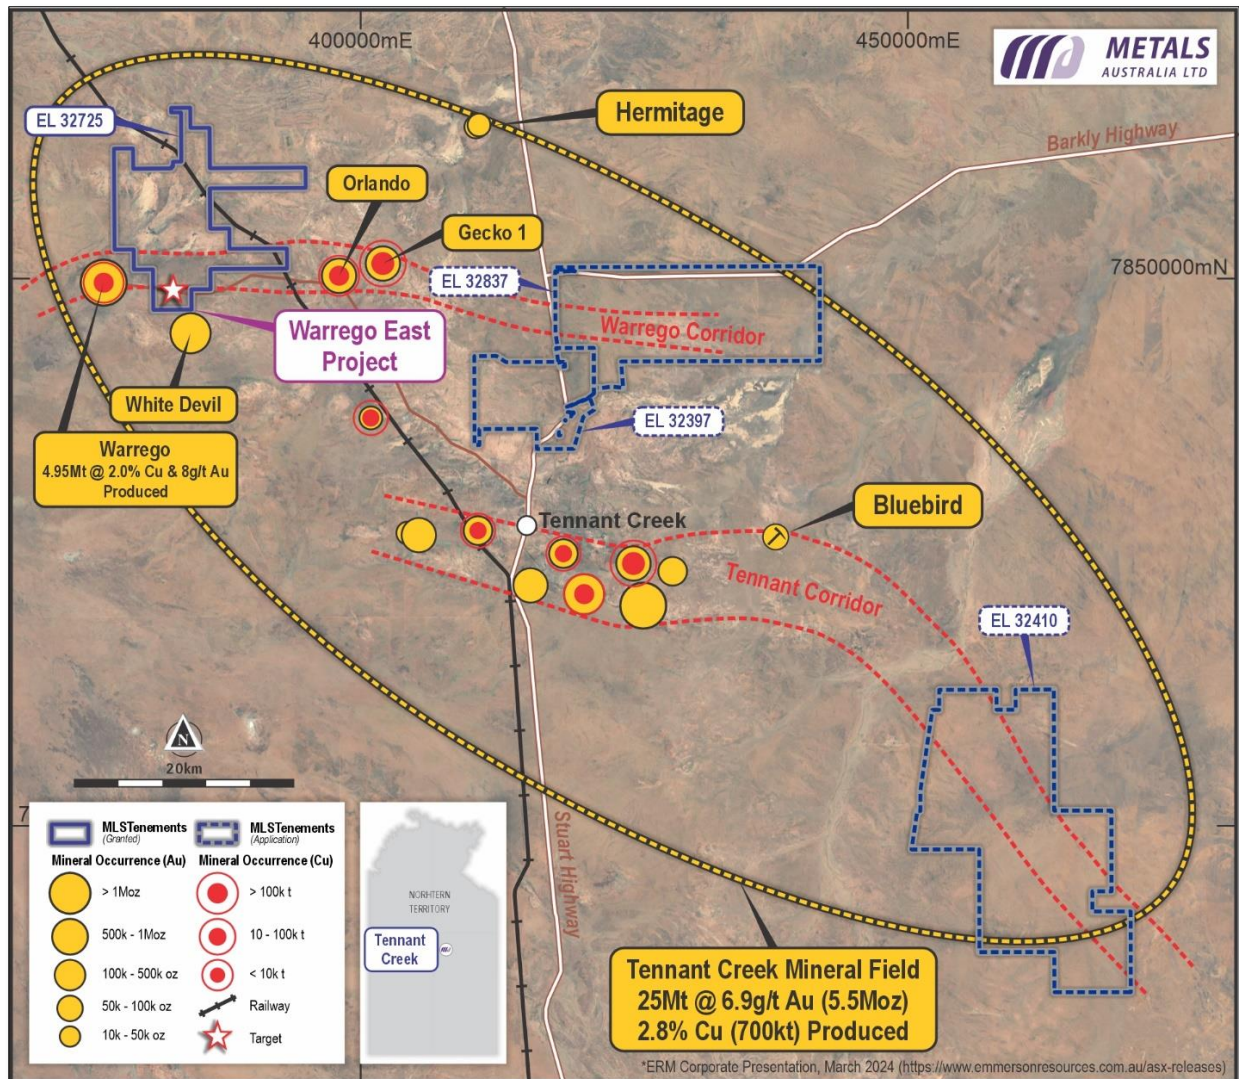 400000mE
450000mE
METALS
AUSTRALIA LTD
EL 32725
Hermitage
Barkly Highway
Orlando
Gecko 1
EL 32837
7850000mN
Warrego East
Project
Warrego Corridor
White Devil
EL 32397
Warrego
4.95Mt @ 2.0% Cu & 8g/t Au
Produced
Tennant Creek
Bluebird
Tennant Corridor
EL 32410
N
20km
7
Stuart Highway
MLSTenements
(Granted)
MLSTenements
(Application)
Mineral Occurrence (Au)
Mineral Occurrence (Cu)
> 1Moz
> 100k t
500k - 1Moz
10 - 100k t
100k - 500k oz
< 10k t
50k - 100k oz
Railway
10k - 50k oz
Target
NORHTERN
TERRITORY
Tennant
Creek
Tennant Creek Mineral Field
25Mt @ 6.9g/t Au (5.5Moz)
2.8% Cu (700kt) Produced
*ERM Corporate Presentation, March 2024 (https://www.emmersonresources.com.au/asx-releases)